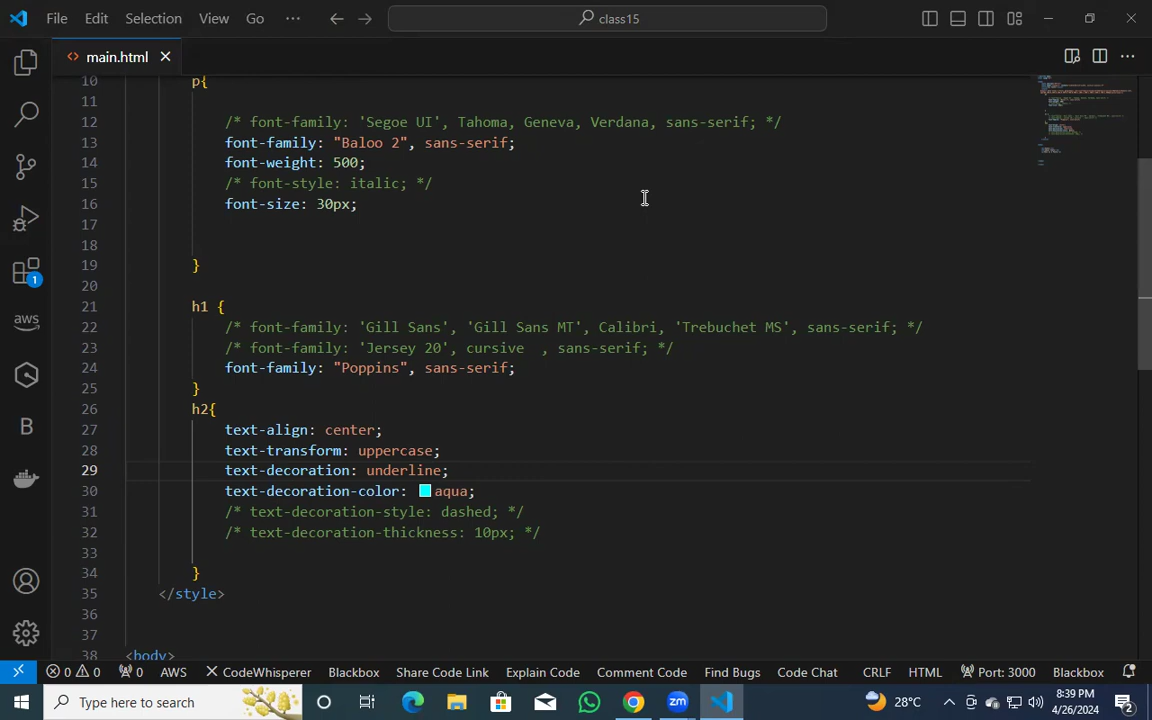 File Edit Selection View Go ··· class15
main.html
10 p{
11
12 /* font-family: 'Segoe UI', Tahoma, Geneva, Verdana, sans-serif; */
13 font-family: "Baloo 2", sans-serif;
14 font-weight: 500;
15 /* font-style: italic; */
16 font-size: 30px;
17
18
19 }
20
21 h1 {
22 /* font-family: 'Gill Sans', 'Gill Sans MT', Calibri, 'Trebuchet MS', sans-serif; */
23 /* font-family: 'Jersey 20', cursive  , sans-serif; */
24 font-family: "Poppins", sans-serif;
25 }
26 h2{
27 text-align: center;
28 text-transform: uppercase;
29 text-decoration: underline;
30 text-decoration-color: aqua;
31 /* text-decoration-style: dashed; */
32 /* text-decoration-thickness: 10px; */
33
34 }
35 </style>
36
37
38 <body>
1
aws
B
0 0 0 AWS CodeWhisperer Blackbox Share Code Link Explain Code Comment Code Find Bugs Code Chat CRLF HTML Port: 3000 Blackbox
Type here to search zm 28°C 8:39 PM
4/26/2024 2